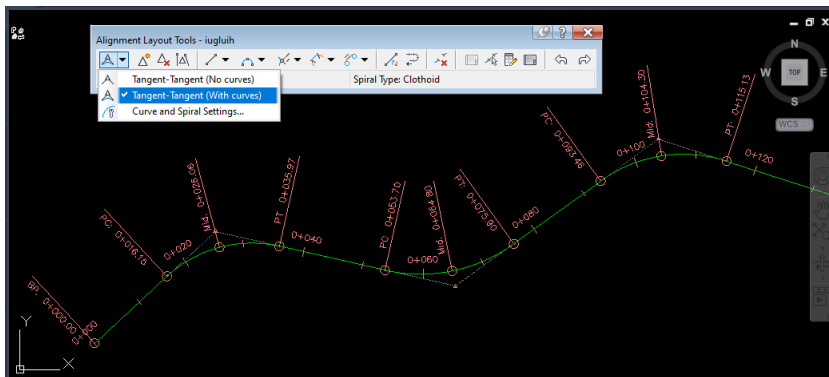 Alignment Layout Tools - iugluih
Tangent-Tangent (No curves)
Spiral Type: Clothoid
Tangent-Tangent (With curves)
Curve and Spiral Settings...
N
W
TOP
E
S
WCS
BP: 0+000.00
0+000
PC: 0+016.15
0+020
Mid: 0+026.06
PT: 0+035.97
0+040
PC: 0+053.70
0+060
Mid: 0+064.80
PT: 0+075.90
0+080
PC: 0+093.46
0+100
Mid: 0+104.30
PT: 0+115.13
0+120
Y
X